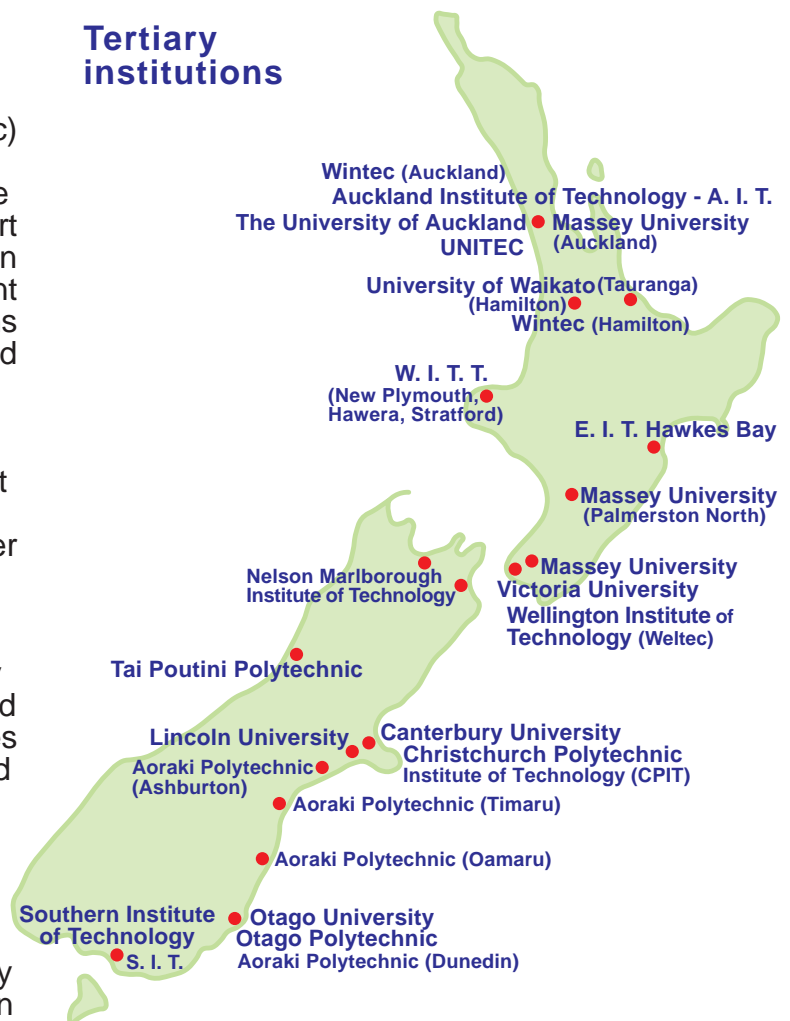 Tertiary
institutions
c)
e
rt
n
nt
s
d
t
er
d
es
d
y
n
Wintec (Auckland)
Auckland Institute of Technology - A. I. T.
The University of Auckland
Massey University
(Auckland)
UNITEC
University of Waikato (Tauranga)
(Hamilton)
Wintec (Hamilton)
W. I. T. T.
(New Plymouth,
Hawera, Stratford)
E. I. T. Hawkes Bay
Massey University
(Palmerston North)
Massey University
Victoria University
Wellington Institute of
Technology (Weltec)
Nelson Marlborough
Institute of Technology
Tai Poutini Polytechnic
Lincoln University
Canterbury University
Christchurch Polytechnic
Institute of Technology (CPIT)
Aoraki Polytechnic
(Ashburton)
Aoraki Polytechnic (Timaru)
Aoraki Polytechnic (Oamaru)
Southern Institute
of Technology
S. I. T.
Otago University
Otago Polytechnic
Aoraki Polytechnic (Dunedin)